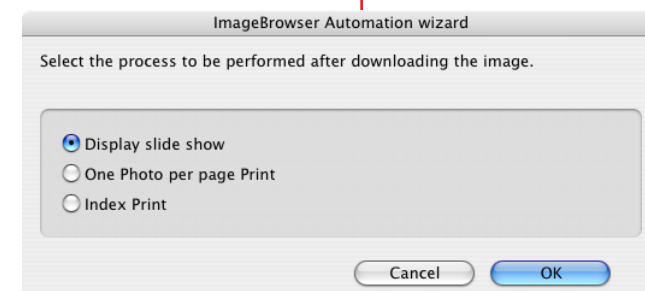 ImageBrowser Automation wizard
Select the process to be performed after downloading the image.
Display slide show
One Photo per page Print
Index Print
Cancel OK